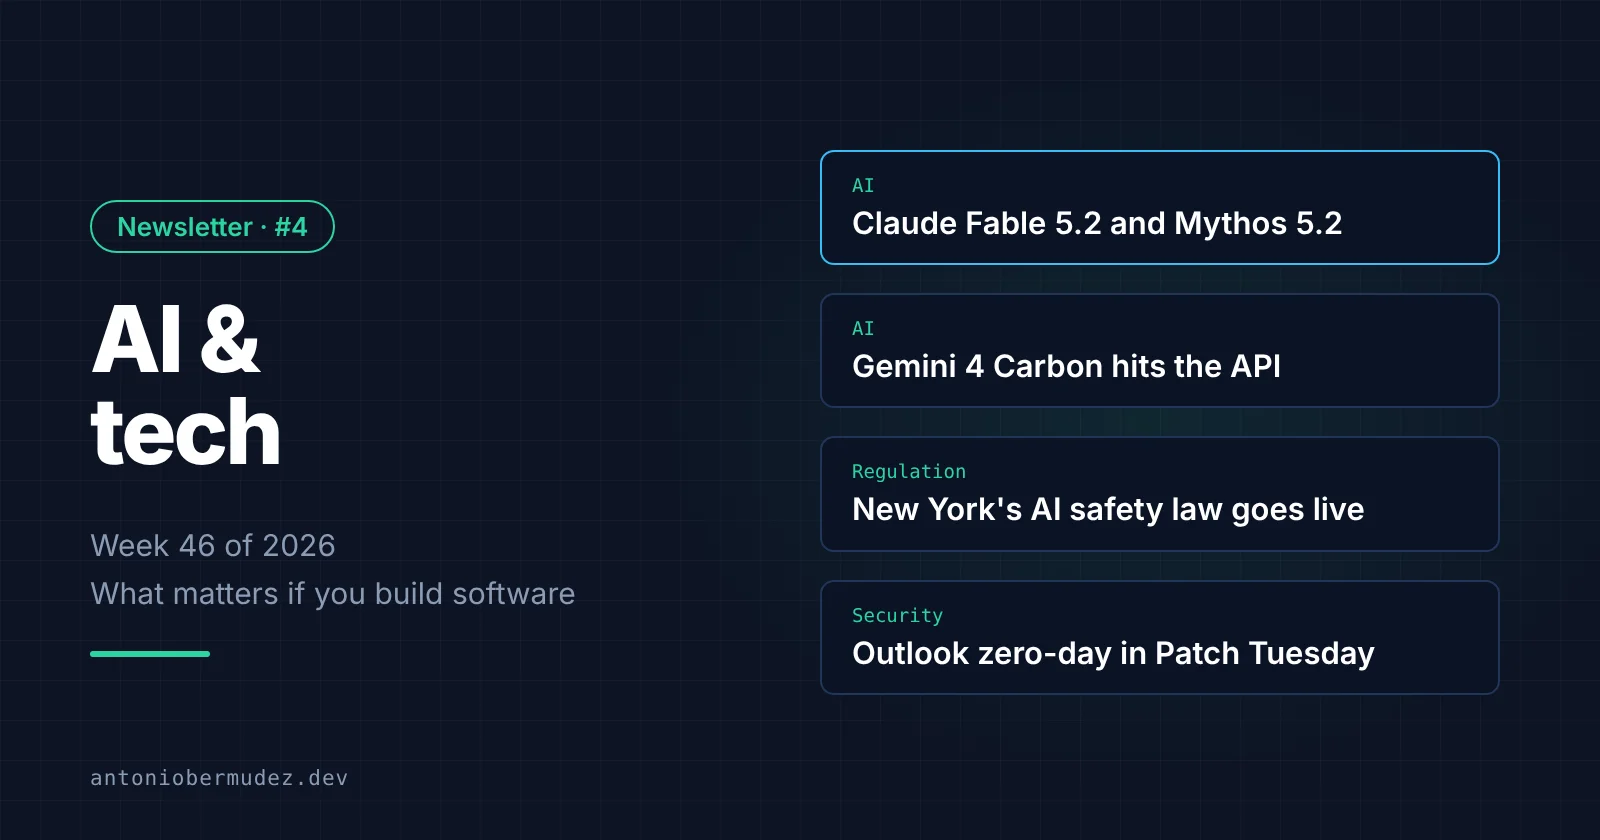 Newsletter · #4
AI &
tech
Week 46 of 2026
What matters if you build software
antoniobermudez.dev
AI
Claude Fable 5.2 and Mythos 5.2
AI
Gemini 4 Carbon hits the API
Regulation
New York's AI safety law goes live
Security
Outlook zero-day in Patch Tuesday